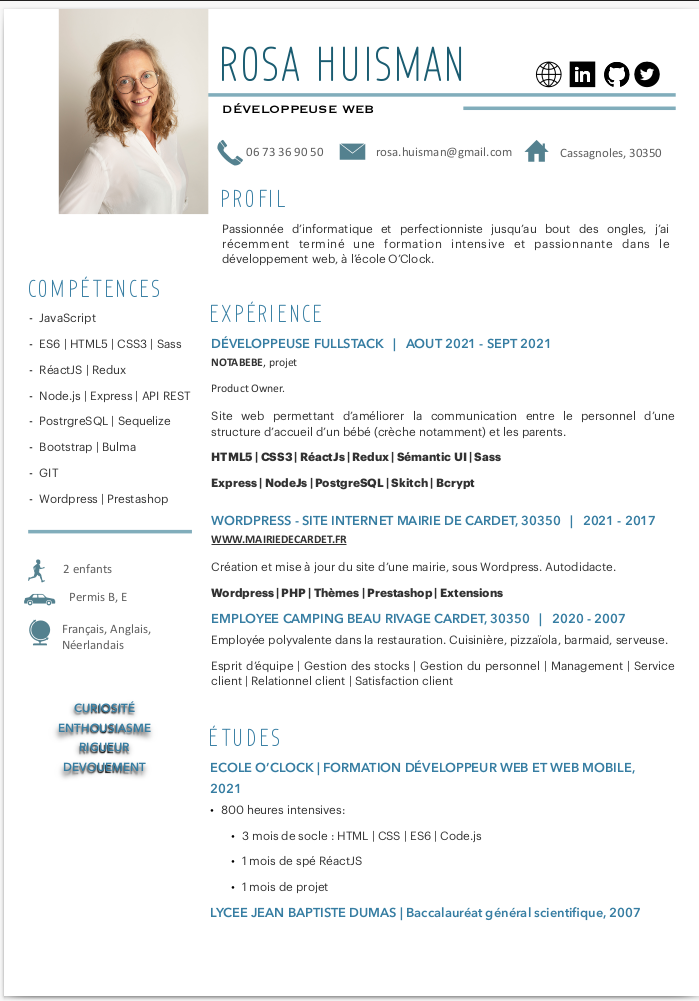 ROSA HUISMAN
DÉVELOPPEUSE WEB
06 73 36 90 50
rosa.huisman@gmail.com
Cassagnoles, 30350
PROFIL
Passionnée d’informatique et perfectionniste jusqu’au bout des ongles, j’ai
récemment terminé une formation intensive et passionnante dans le
développement web, à l’école O’Clock.
COMPÉTENCES
- JavaScript
- ES6 | HTML5 | CSS3 | Sass
- RéactJS | Redux
- Node.js | Express | API REST
- PostrgreSQL | Sequelize
- Bootstrap | Bulma
- GIT
- Wordpress | Prestashop
2 enfants
Permis B, E
Français, Anglais,
Néerlandais
CURIOSITÉ
ENTHOUSIASME
RIGUEUR
DEVOUEMENT
EXPÉRIENCE
DÉVELOPPEUSE FULLSTACK | AOUT 2021 - SEPT 2021
NOTABEBE, projet
Product Owner.
Site web permettant d’améliorer la communication entre le personnel d’une
structure d’accueil d’un bébé (crèche notamment) et les parents.
HTML5 | CSS3 | RéactJs | Redux | Sémantic UI | Sass
Express | NodeJs | PostgreSQL | Skitch | Bcrypt
WORDPRESS - SITE INTERNET MAIRIE DE CARDET, 30350 | 2021 - 2017
WWW.MAIRIEDECARDET.FR
Création et mise à jour du site d’une mairie, sous Wordpress. Autodidacte.
Wordpress | PHP | Thèmes | Prestashop | Extensions
EMPLOYEE CAMPING BEAU RIVAGE CARDET, 30350 | 2020 - 2007
Employée polyvalente dans la restauration. Cuisinière, pizzaïola, barmaid, serveuse.
Esprit d’équipe | Gestion des stocks | Gestion du personnel | Management | Service
client | Relationnel client | Satisfaction client
ÉTUDES
ECOLE O’CLOCK | FORMATION DÉVELOPPEUR WEB ET WEB MOBILE,
2021
• 800 heures intensives:
• 3 mois de socle : HTML | CSS | ES6 | Code.js
• 1 mois de spé RéactJS
• 1 mois de projet
LYCEE JEAN BAPTISTE DUMAS | Baccalauréat général scientifique, 2007